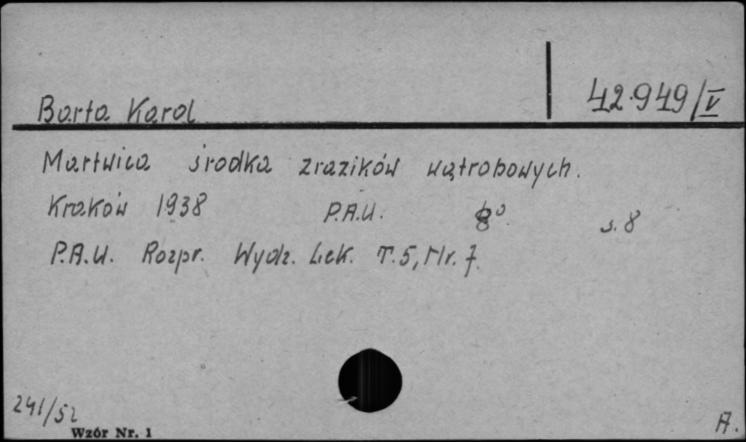 Barta Karol
42.949/V
Martwica środka zrazików wątrobowych.
Kraków 1938 P.A.U. 8° s. 8
P.A.U. Rozpr. Wydz. Lek. T. 5, Nr. 7
241/52
Wzór Nr. 1
A.